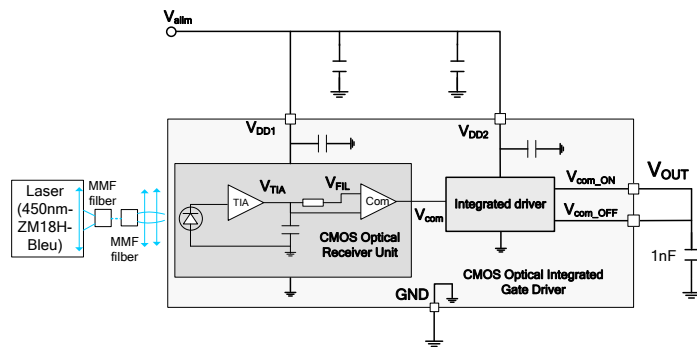 Valim
VDD1
VDD2
Laser
(450nm-
ZM18H-
Bleu)
MMF
filber
MMF
filber
TIA
VTIA
VFIL
Com
Vcom
CMOS Optical
Receiver Unit
Integrated driver
Vcom_ON
Vcom_OFF
VOUT
1nF
CMOS Optical Integrated
Gate Driver
GND